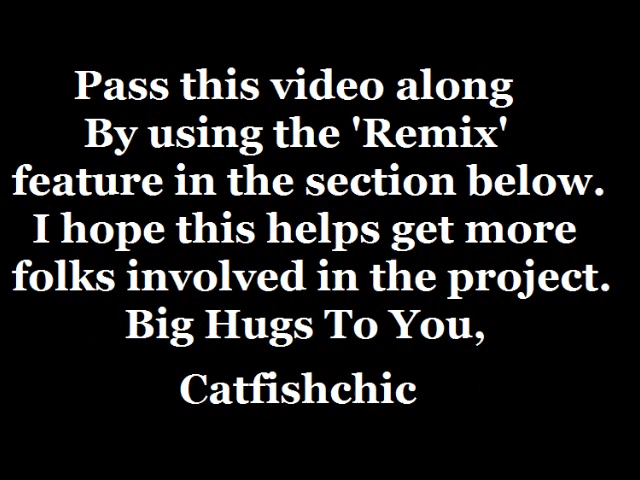 Pass this video along
By using the 'Remix'
feature in the section below.
I hope this helps get more
folks involved in the project.
Big Hugs To You,
Catfishchic